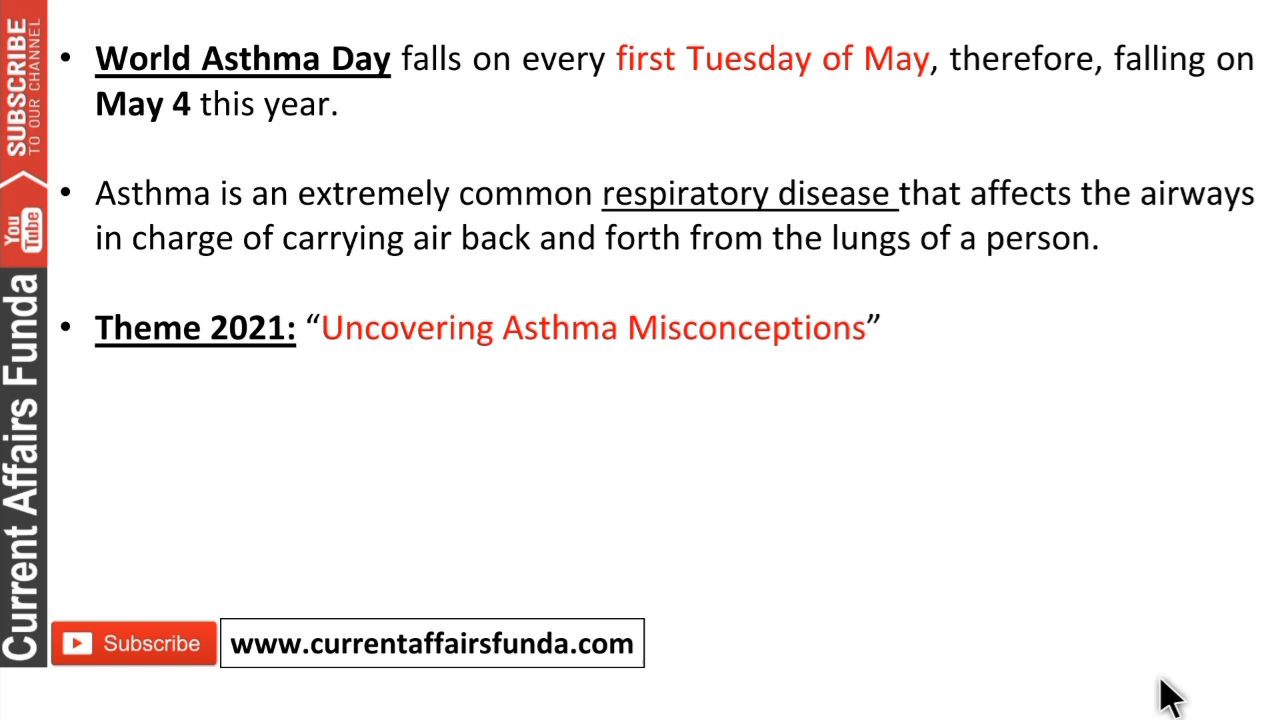 • World Asthma Day falls on every first Tuesday of May, therefore, falling on
May 4 this year.
• Asthma is an extremely common respiratory disease that affects the airways
in charge of carrying air back and forth from the lungs of a person.
• Theme 2021: “Uncovering Asthma Misconceptions”
SUBSCRIBE
TO OUR CHANNEL
You
Tube
Current Affairs Funda
Subscribe
www.currentaffairsfunda.com